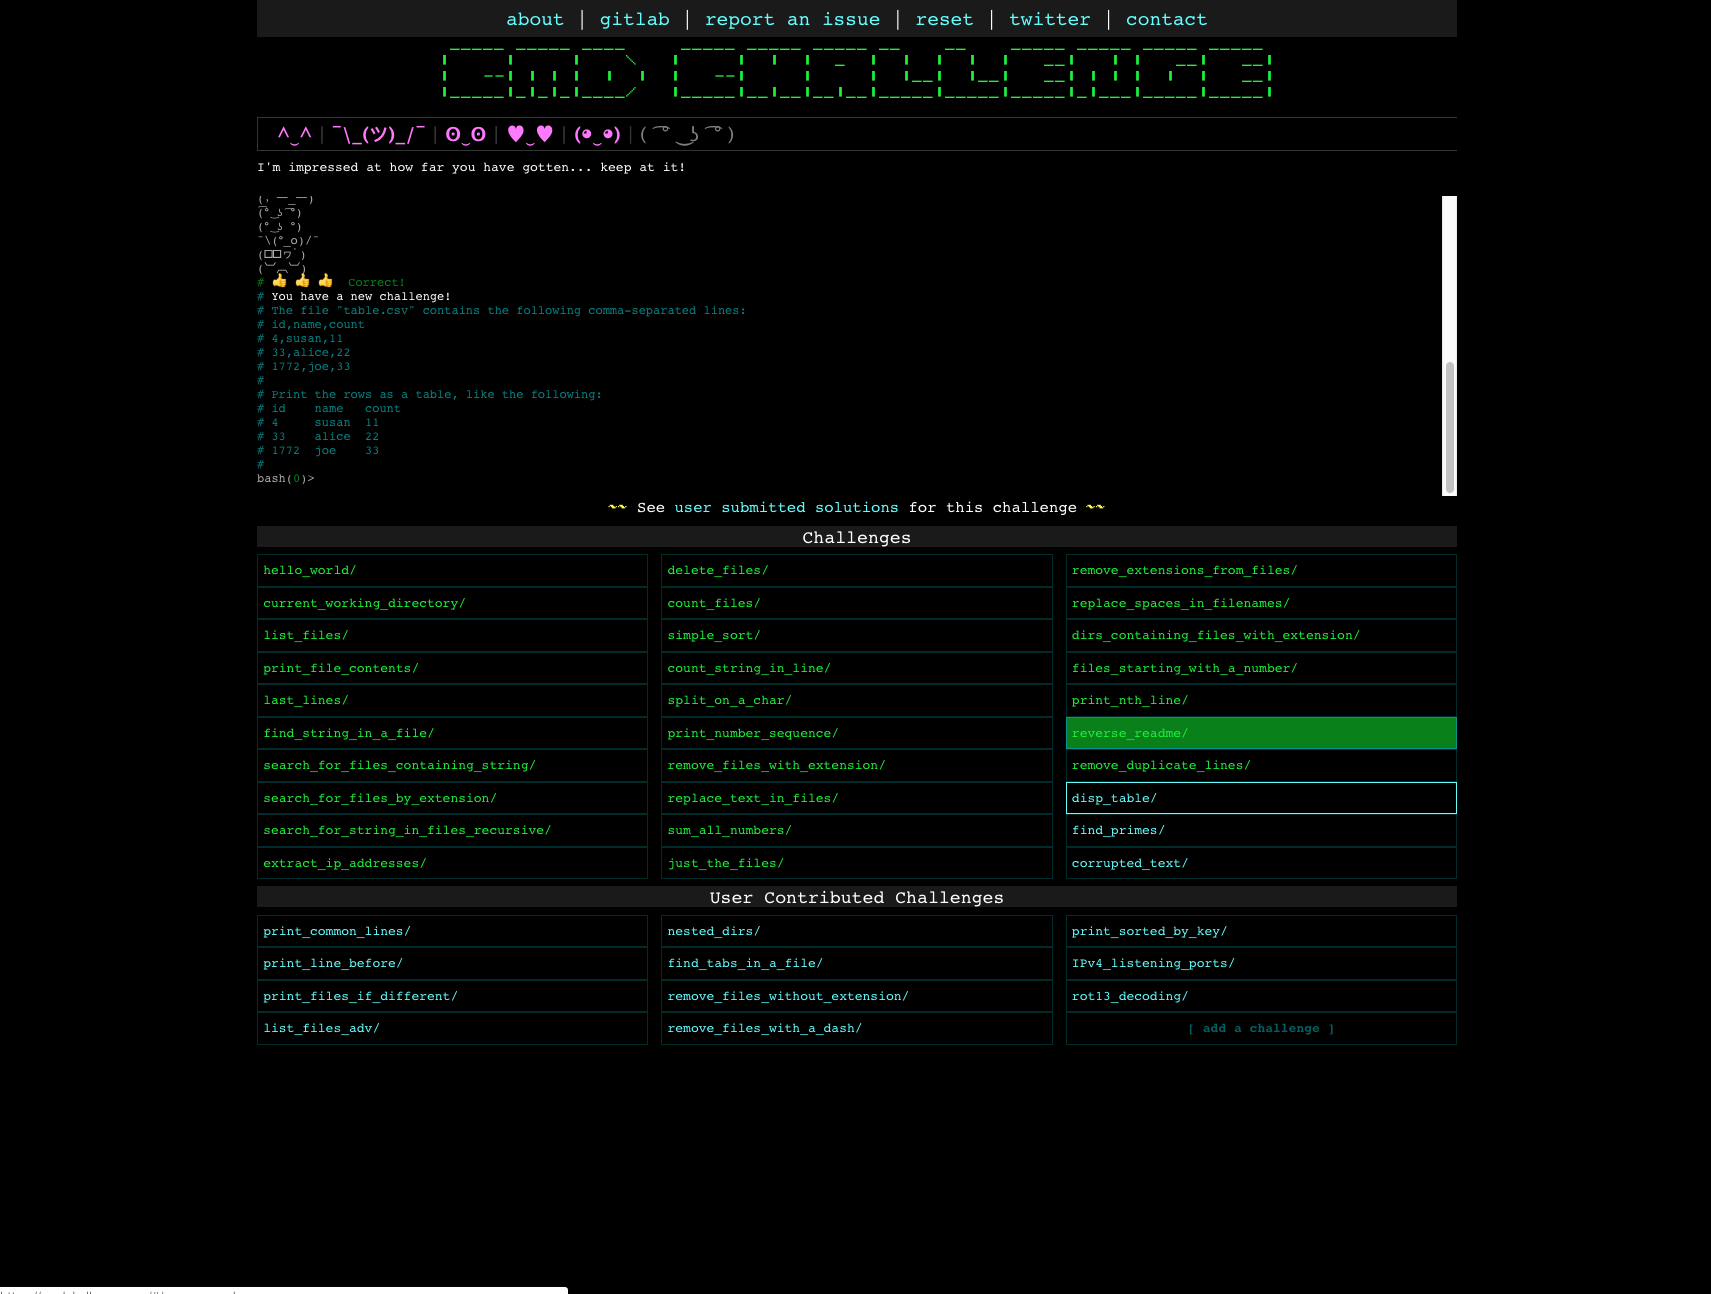 about | gitlab | report an issue | reset | twitter | contact
CMD CHALLENGE
^‿^ | ¯\_(ツ)_/¯ | ʘ‿ʘ | ♥‿♥ | (◕‿◕) | ( ͡° ͜ʖ ͡° )
I'm impressed at how far you have gotten... keep at it!
¯\(°_o)/¯
# 👍 👍 👍 Correct!
# You have a new challenge!
# The file "table.csv" contains the following comma-separated lines:
# id,name,count
# 4,susan,11
# 33,alice,22
# 1772,joe,33
#
# Print the rows as a table, like the following:
# id    name   count
# 4     susan  11
# 33    alice  22
# 1772  joe    33
#
bash(0)>
~~ See user submitted solutions for this challenge ~~
Challenges
hello_world/
current_working_directory/
list_files/
print_file_contents/
last_lines/
find_string_in_a_file/
search_for_files_containing_string/
search_for_files_by_extension/
search_for_string_in_files_recursive/
extract_ip_addresses/
delete_files/
count_files/
simple_sort/
count_string_in_line/
split_on_a_char/
print_number_sequence/
remove_files_with_extension/
replace_text_in_files/
sum_all_numbers/
just_the_files/
remove_extensions_from_files/
replace_spaces_in_filenames/
dirs_containing_files_with_extension/
files_starting_with_a_number/
print_nth_line/
reverse_readme/
remove_duplicate_lines/
disp_table/
find_primes/
corrupted_text/
User Contributed Challenges
print_common_lines/
print_line_before/
print_files_if_different/
list_files_adv/
nested_dirs/
find_tabs_in_a_file/
remove_files_without_extension/
remove_files_with_a_dash/
print_sorted_by_key/
IPv4_listening_ports/
rot13_decoding/
[ add a challenge ]